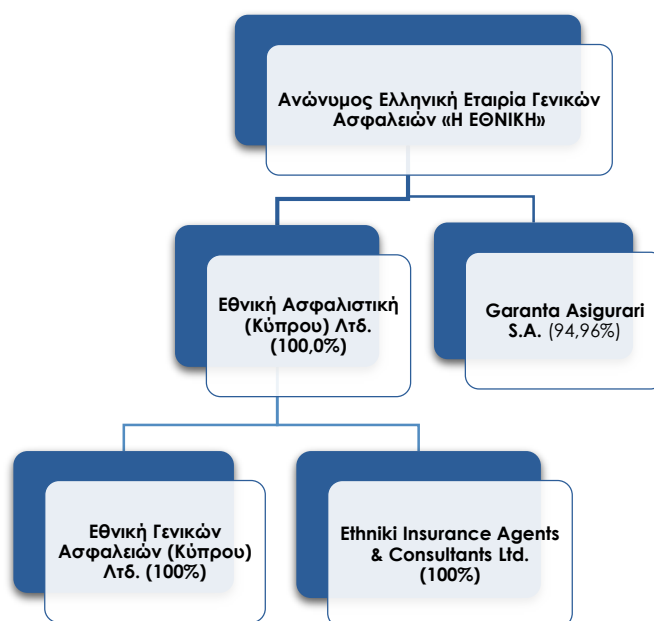 Ανώνυμος Ελληνική Εταιρία Γενικών
Ασφαλειών «Η ΕΘΝΙΚΗ»
Εθνική Ασφαλιστική
(Κύπρου) Λτδ.
(100,0%)
Garanta Asigurari
S.A. (94,96%)
Εθνική Γενικών
Ασφαλειών (Κύπρου)
Λτδ. (100%)
Ethniki Insurance Agents
& Consultants Ltd.
(100%)